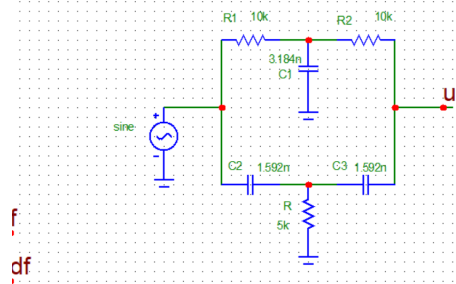 R1 10k R2 10k
3.184n
C1
u
sine
+
-
C2 1.592n C3 1.592n
R
5k
f
df